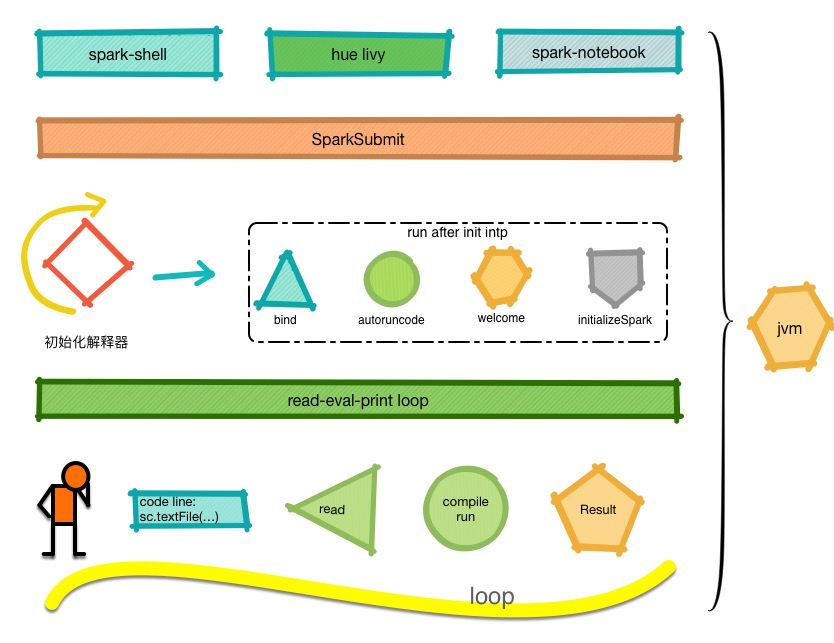 spark-shell
hue livy
spark-notebook
SparkSubmit
run after init intp
bind
autoruncode
welcome
initializeSpark
初始化解释器
jvm
read-eval-print loop
code line:
sc.textFile(...)
read
compile
run
Result
loop